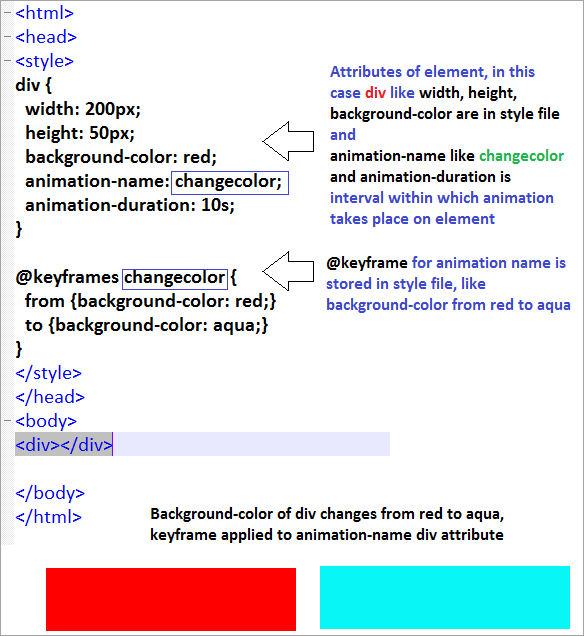 <html>
<head>
<style>
div {
width: 200px;
height: 50px;
background-color: red;
animation-name: changecolor;
animation-duration: 10s;
}
@keyframes changecolor {
from {background-color: red;}
to {background-color: aqua;}
}
</style>
</head>
<body>
<div></div>
</body>
</html>
Attributes of element, in this
case div like width, height,
background-color are in style file
and
animation-name like changecolor
and animation-duration is
interval within which animation
takes place on element
@keyframe for animation name is
stored in style file, like
background-color from red to aqua
Background-color of div changes from red to aqua,
keyframe applied to animation-name div attribute